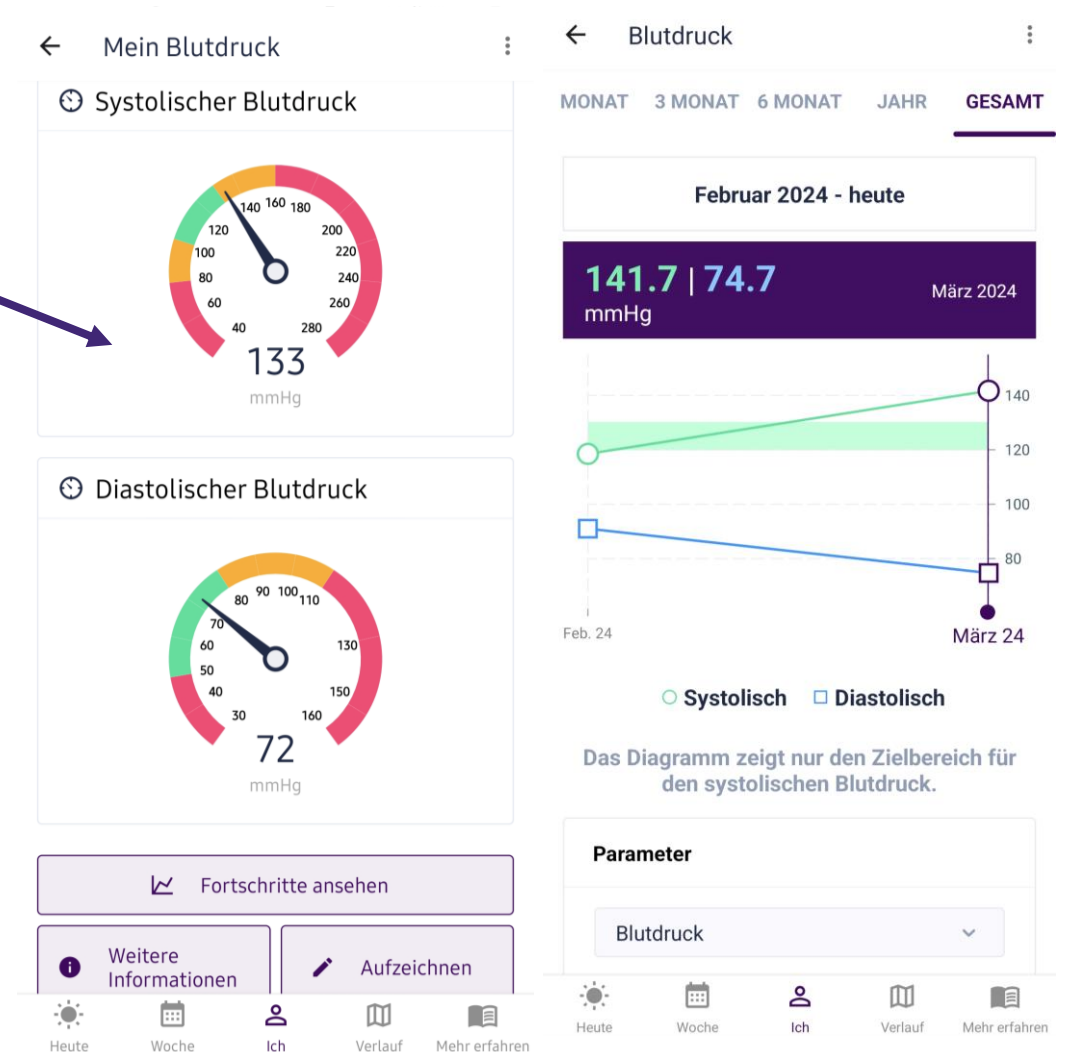 Mein Blutdruck
Systolischer Blutdruck
40
60
80
100
120
140
160
180
200
220
240
260
280
133
mmHg
Diastolischer Blutdruck
30
40
50
60
70
80
90
100
110
130
150
160
72
mmHg
Fortschritte ansehen
Weitere
Informationen
Aufzeichnen
Heute Woche Ich Verlauf Mehr erfahren
Blutdruck
MONAT 3 MONAT 6 MONAT JAHR GESAMT
Februar 2024 - heute
141.7 | 74.7
mmHg
März 2024
140
120
100
80
Feb. 24
März 24
Systolisch Diastolisch
Das Diagramm zeigt nur den Zielbereich für
den systolischen Blutdruck.
Parameter
Blutdruck
Heute Woche Ich Verlauf Mehr erfahren